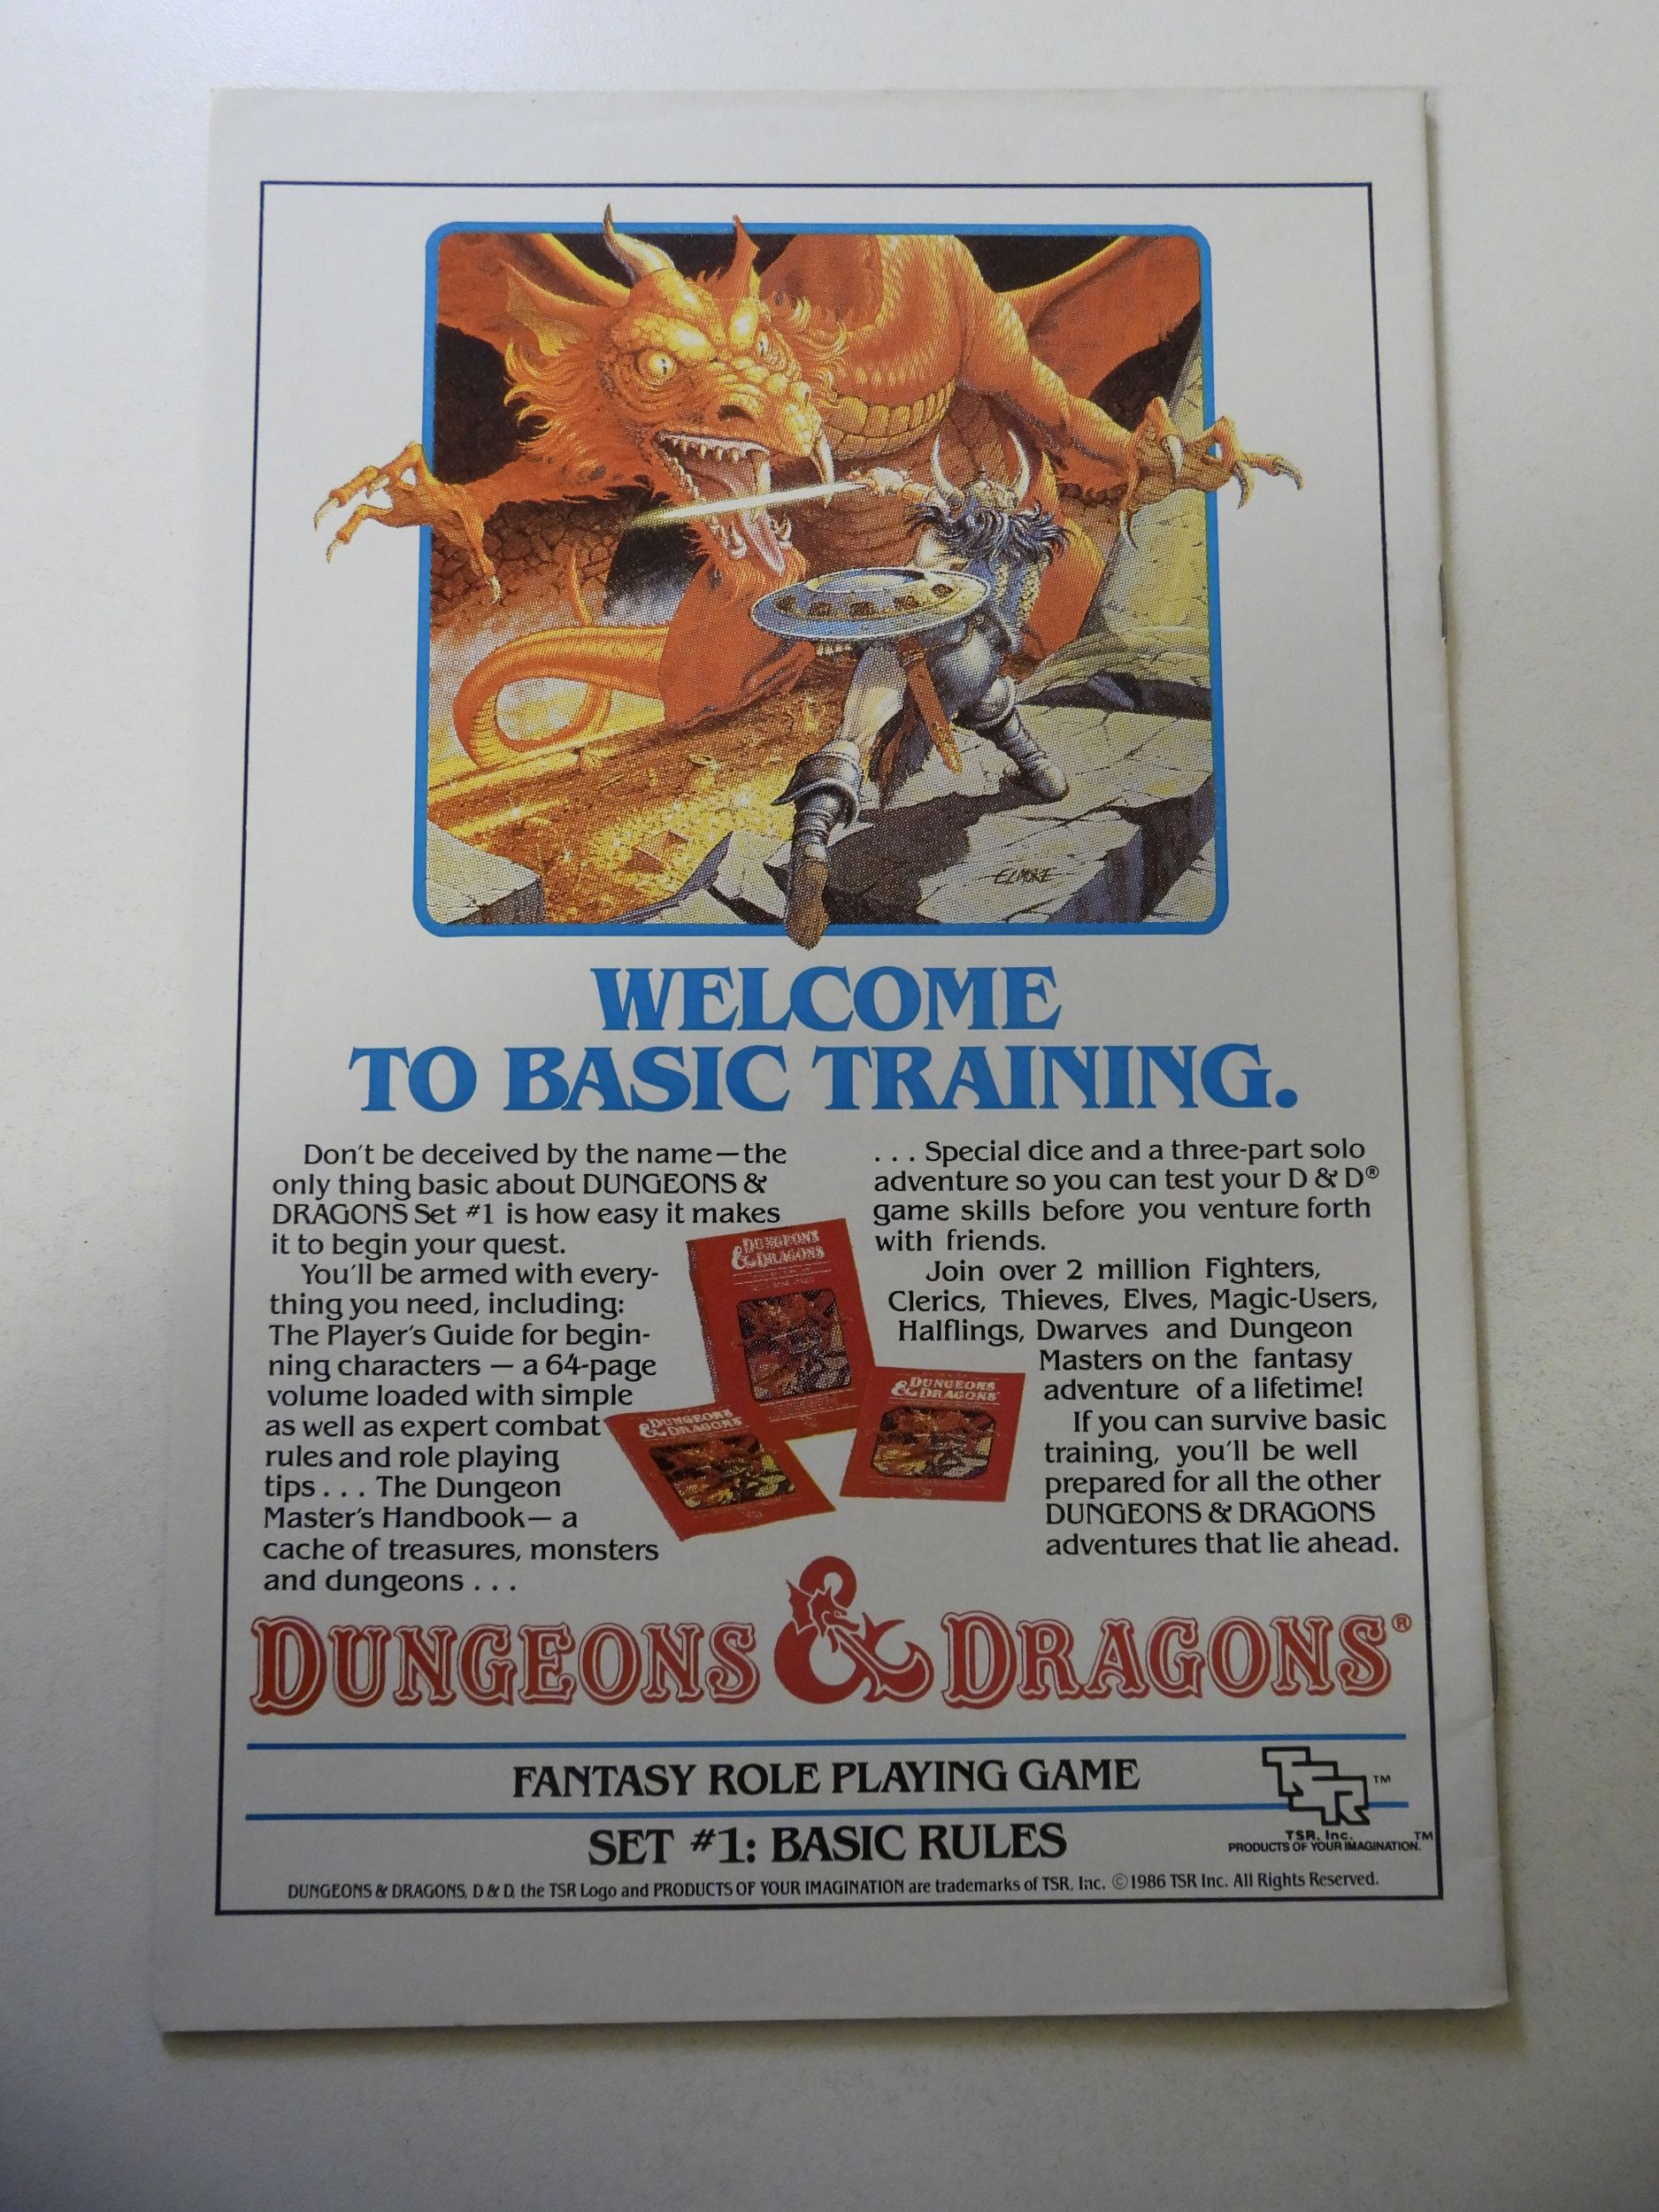 ELMORE
WELCOME
TO BASIC TRAINING.
Don't be deceived by the name—the
only thing basic about DUNGEONS &
DRAGONS Set #1 is how easy it makes
it to begin your quest.
You'll be armed with every-
thing you need, including:
The Player's Guide for begin-
ning characters — a 64-page
volume loaded with simple
as well as expert combat
rules and role playing
tips . . . The Dungeon
Master's Handbook— a
cache of treasures, monsters
and dungeons . . .
. . . Special dice and a three-part solo
adventure so you can test your D & D®
game skills before you venture forth
with friends.
Join over 2 million Fighters,
Clerics, Thieves, Elves, Magic-Users,
Halflings, Dwarves and Dungeon
Masters on the fantasy
adventure of a lifetime!
If you can survive basic
training, you'll be well
prepared for all the other
DUNGEONS & DRAGONS
adventures that lie ahead.
DUNGEONS
& DRAGONS
DUNGEONS
& DRAGONS
DUNGEONS
& DRAGONS
DUNGEONS & DRAGONS®
FANTASY ROLE PLAYING GAME
TSR™
SET #1: BASIC RULES
TSR, Inc.
PRODUCTS OF YOUR IMAGINATION.™
DUNGEONS & DRAGONS, D & D, the TSR Logo and PRODUCTS OF YOUR IMAGINATION are trademarks of TSR, Inc. ©1986 TSR Inc. All Rights Reserved.